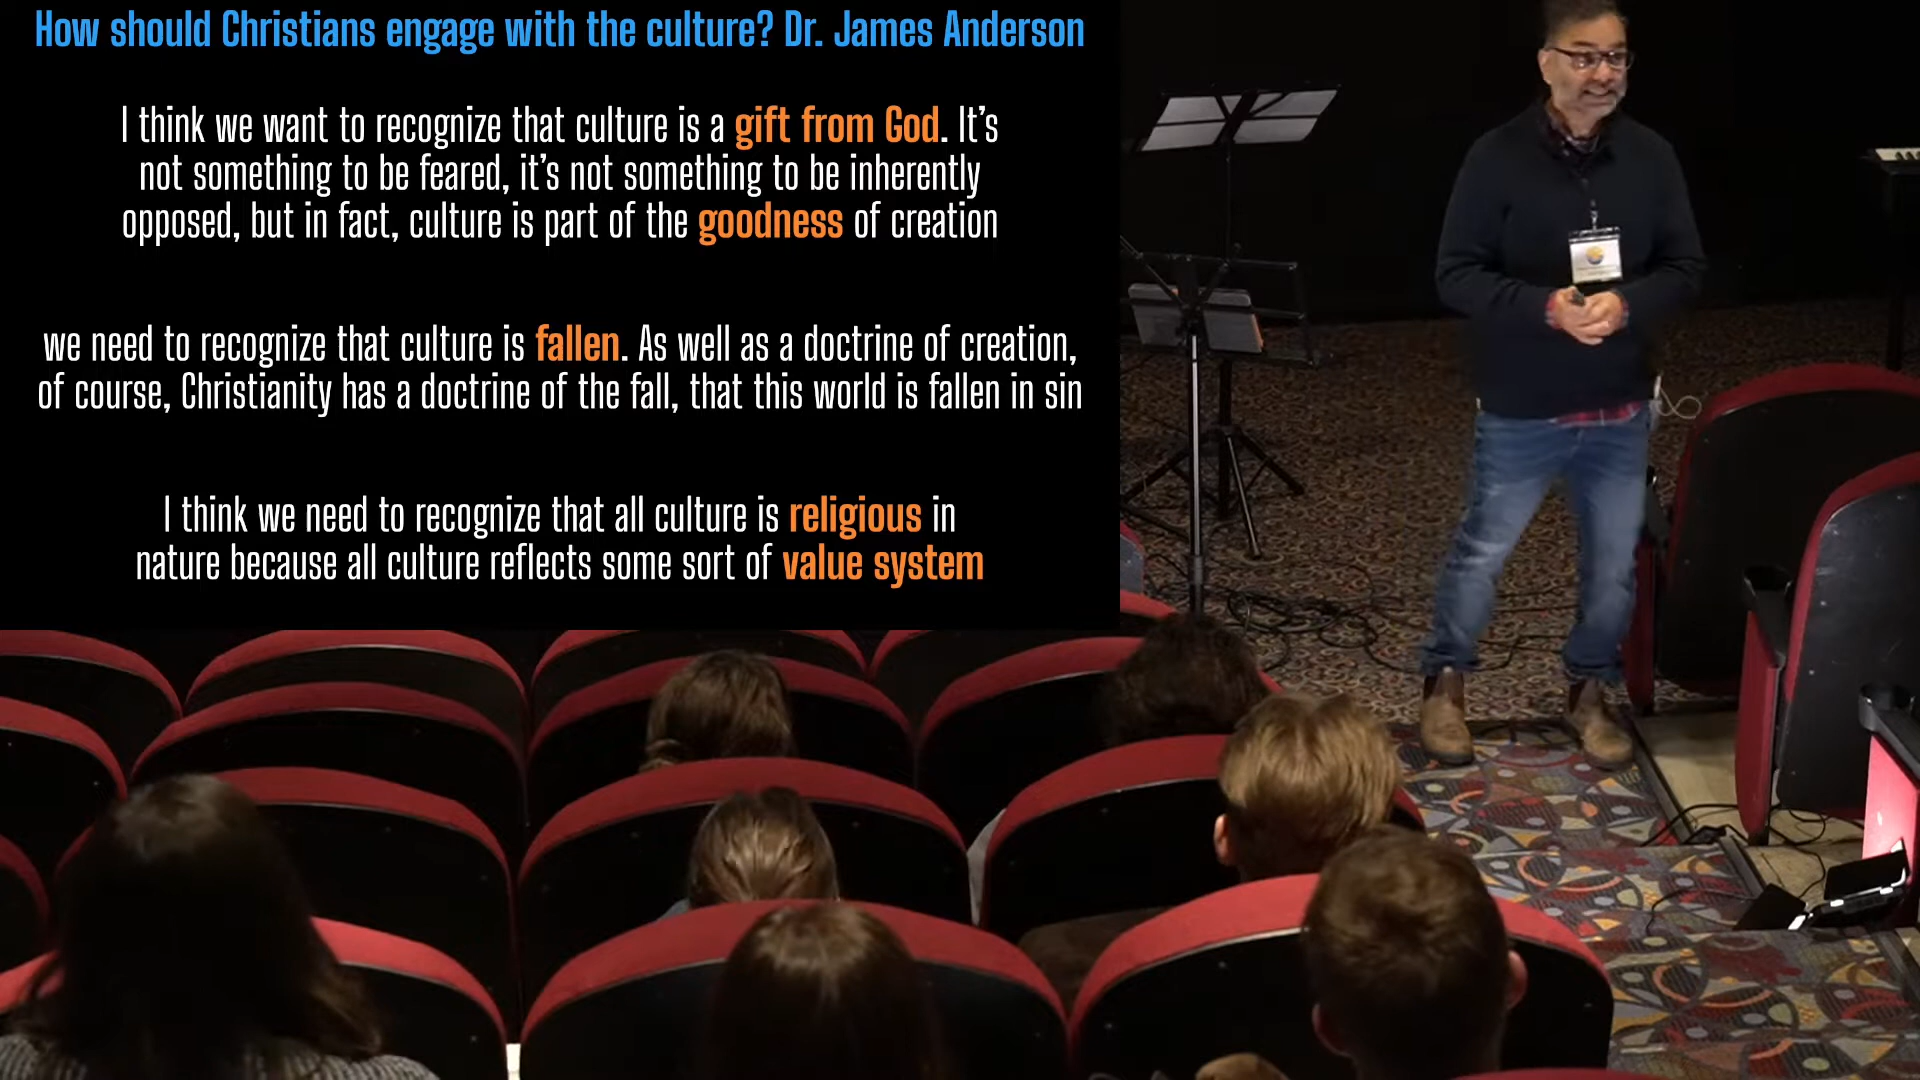 How should Christians engage with the culture? Dr. James Anderson
I think we want to recognize that culture is a gift from God. It’s
not something to be feared, it’s not something to be inherently
opposed, but in fact, culture is part of the goodness of creation
we need to recognize that culture is fallen. As well as a doctrine of creation,
of course, Christianity has a doctrine of the fall, that this world is fallen in sin
I think we need to recognize that all culture is religious in
nature because all culture reflects some sort of value system